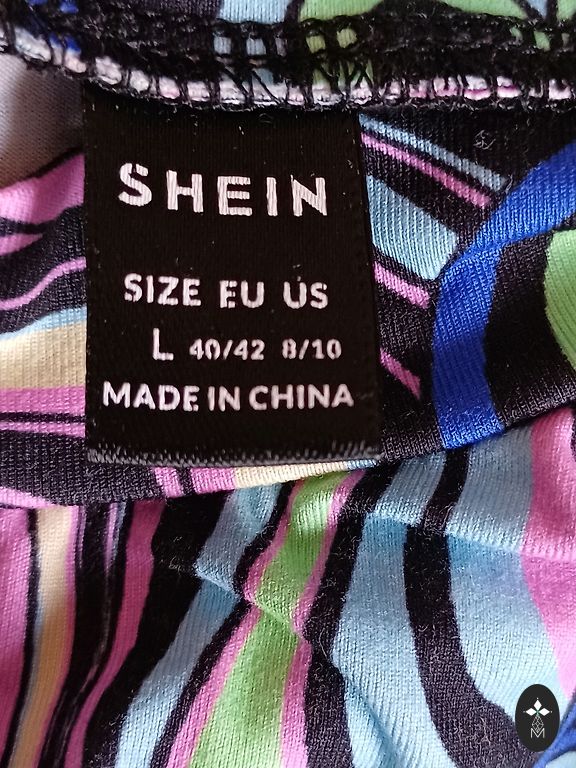 SHEIN
SIZE EU US
L 40/42 8/10
MADE IN CHINA
M